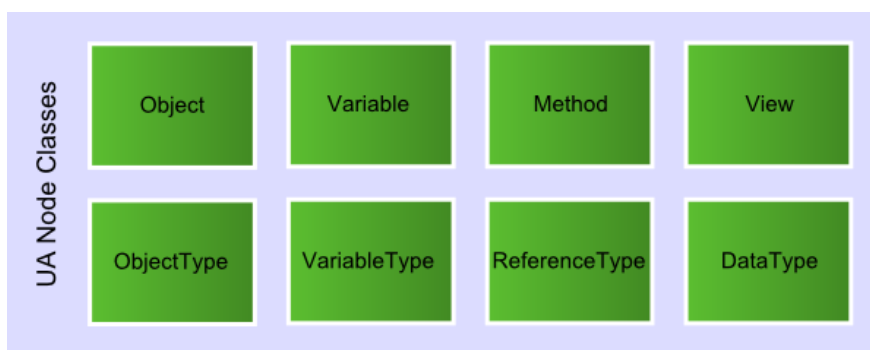 UA Node Classes
Object
Variable
Method
View
ObjectType
VariableType
ReferenceType
DataType